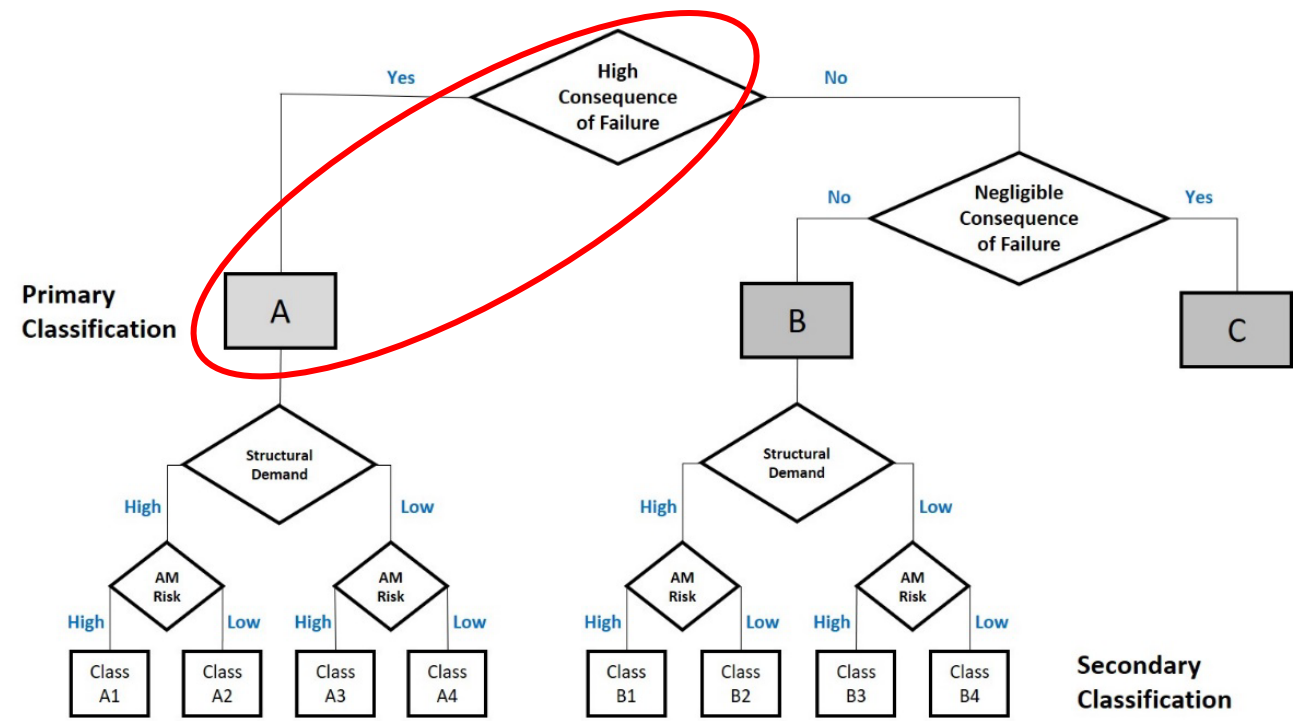 High
Consequence
of Failure
Yes
No
Negligible
Consequence
of Failure
No
Yes
Primary
Classification
A
B
C
Structural
Demand
High
Low
Structural
Demand
High
Low
AM
Risk
High
Low
AM
Risk
High
Low
AM
Risk
High
Low
AM
Risk
High
Low
Class
A1
Class
A2
Class
A3
Class
A4
Class
B1
Class
B2
Class
B3
Class
B4
Secondary
Classification